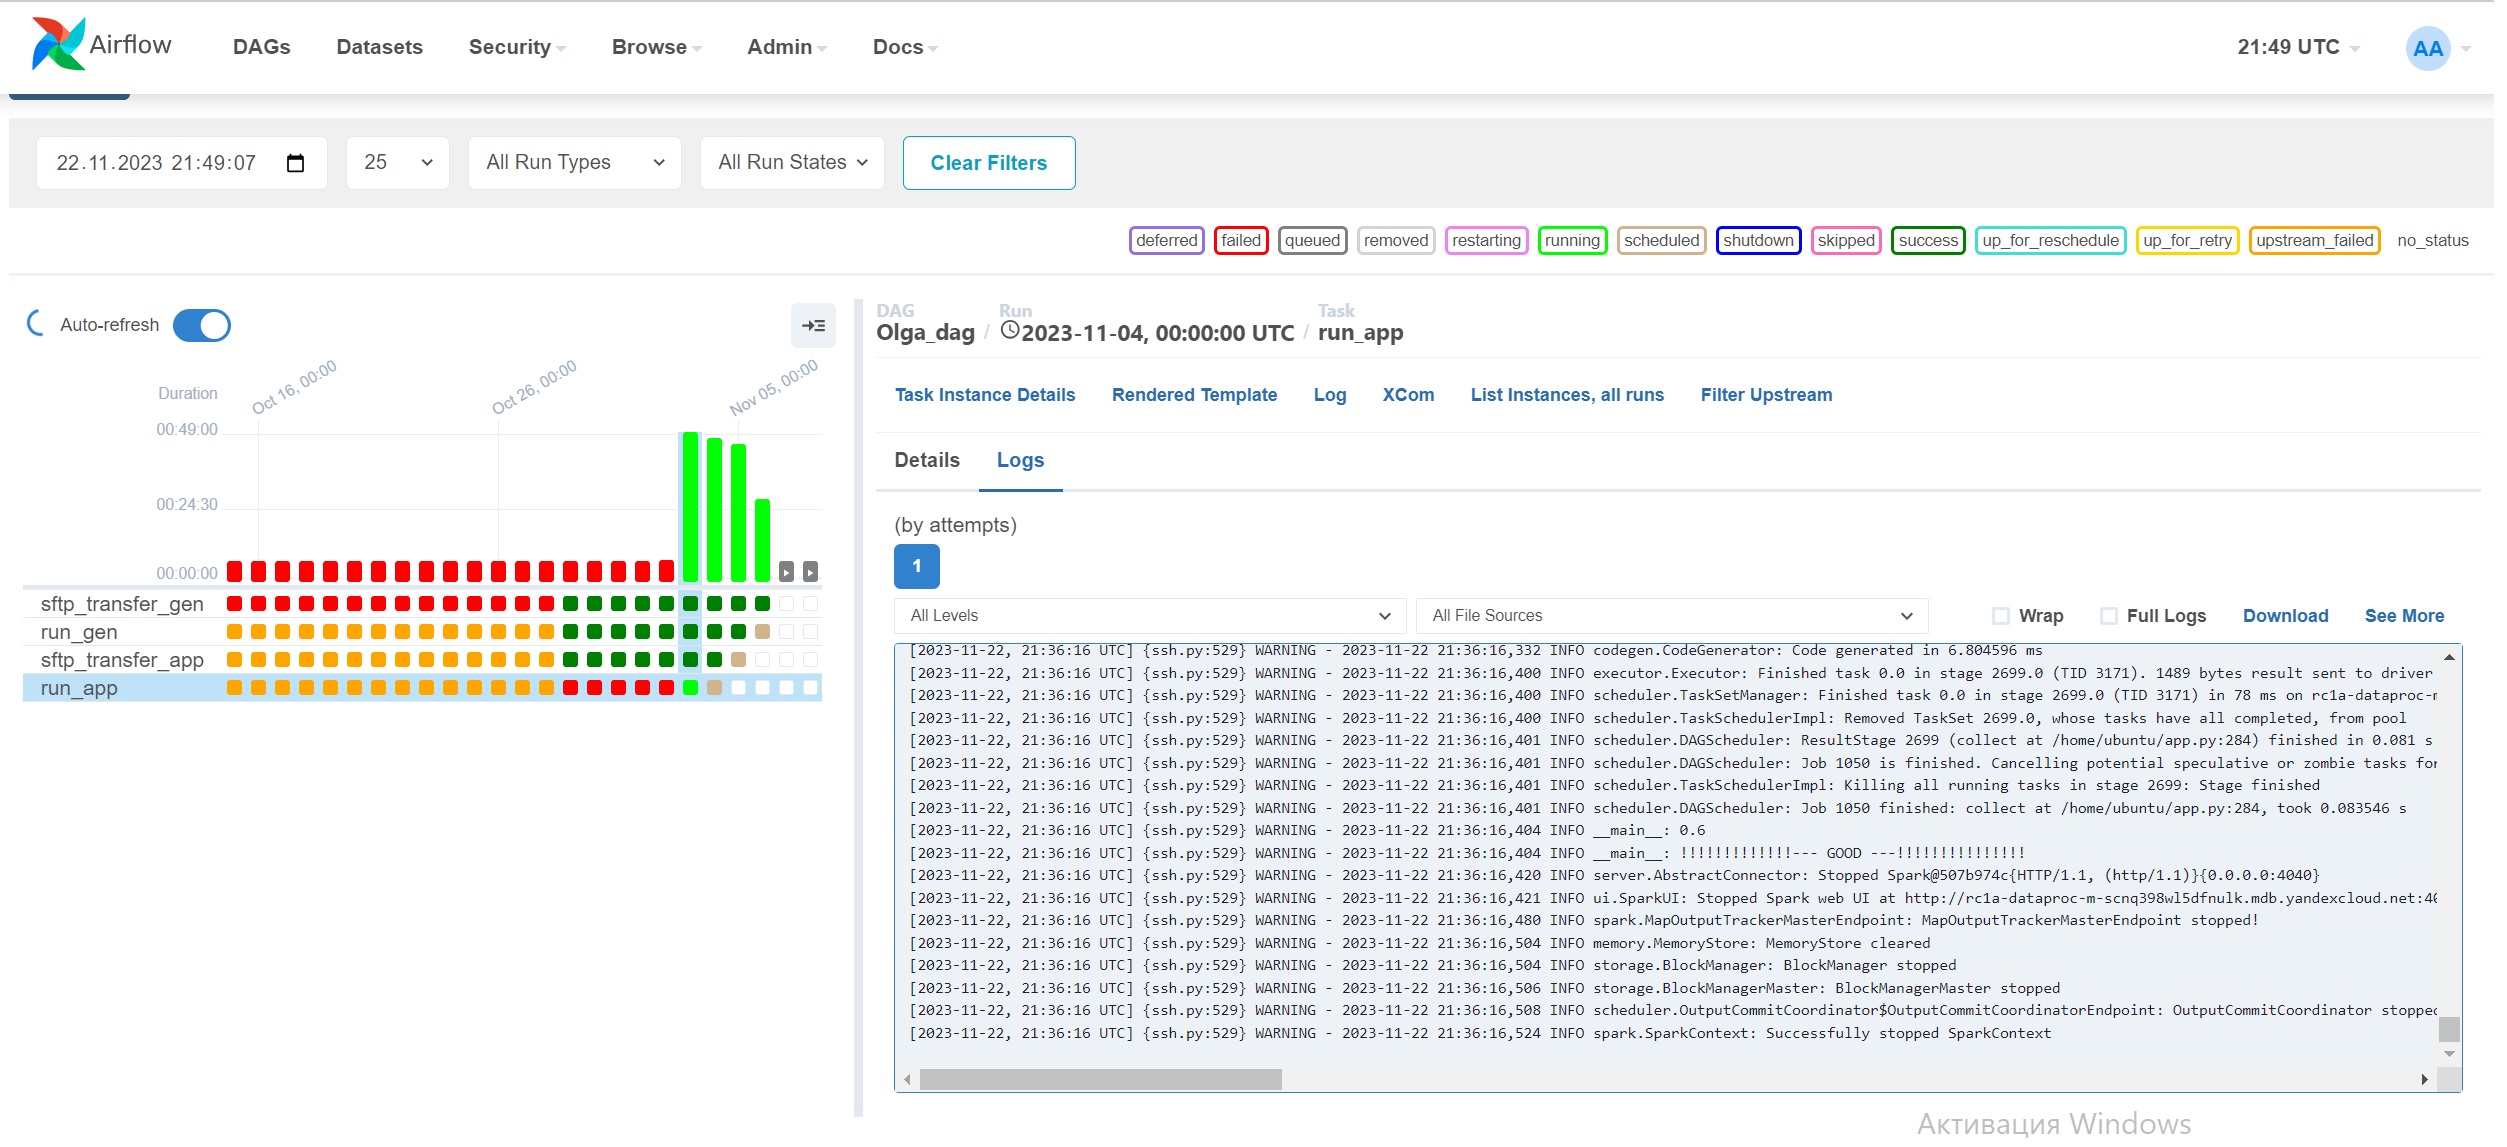 Airflow DAGs Datasets Security Browse Admin Docs 21:49 UTC AA
22.11.2023 21:49:07 25 All Run Types All Run States Clear Filters
deferred failed queued removed restarting running scheduled shutdown skipped success up_for_reschedule up_for_retry upstream_failed no_status
Auto-refresh
Duration
Oct 16, 00:00
Oct 26, 00:00
Nov 05, 00:00
00:49:00
00:24:30
00:00:00
sftp_transfer_gen
run_gen
sftp_transfer_app
run_app
DAG Run Task
Olga_dag / 2023-11-04, 00:00:00 UTC / run_app
Task Instance Details Rendered Template Log XCom List Instances, all runs Filter Upstream
Details Logs
(by attempts)
1
All Levels All File Sources Wrap Full Logs Download See More
[2023-11-22, 21:36:16 UTC] {ssh.py:529} WARNING - 2023-11-22 21:36:16,332 INFO codegen.CodeGenerator: Code generated in 6.804596 ms
[2023-11-22, 21:36:16 UTC] {ssh.py:529} WARNING - 2023-11-22 21:36:16,400 INFO executor.Executor: Finished task 0.0 in stage 2699.0 (TID 3171). 1489 bytes result sent to driver
[2023-11-22, 21:36:16 UTC] {ssh.py:529} WARNING - 2023-11-22 21:36:16,400 INFO scheduler.TaskSetManager: Finished task 0.0 in stage 2699.0 (TID 3171) in 78 ms on rc1a-dataproc-m
[2023-11-22, 21:36:16 UTC] {ssh.py:529} WARNING - 2023-11-22 21:36:16,400 INFO scheduler.TaskSchedulerImpl: Removed TaskSet 2699.0, whose tasks have all completed, from pool
[2023-11-22, 21:36:16 UTC] {ssh.py:529} WARNING - 2023-11-22 21:36:16,401 INFO scheduler.DAGScheduler: ResultStage 2699 (collect at /home/ubuntu/app.py:284) finished in 0.081 s
[2023-11-22, 21:36:16 UTC] {ssh.py:529} WARNING - 2023-11-22 21:36:16,401 INFO scheduler.DAGScheduler: Job 1050 is finished. Cancelling potential speculative or zombie tasks for
[2023-11-22, 21:36:16 UTC] {ssh.py:529} WARNING - 2023-11-22 21:36:16,401 INFO scheduler.TaskSchedulerImpl: Killing all running tasks in stage 2699: Stage finished
[2023-11-22, 21:36:16 UTC] {ssh.py:529} WARNING - 2023-11-22 21:36:16,401 INFO scheduler.DAGScheduler: Job 1050 finished: collect at /home/ubuntu/app.py:284, took 0.083546 s
[2023-11-22, 21:36:16 UTC] {ssh.py:529} WARNING - 2023-11-22 21:36:16,404 INFO __main__: 0.6
[2023-11-22, 21:36:16 UTC] {ssh.py:529} WARNING - 2023-11-22 21:36:16,404 INFO __main__: !!!!!!!!!!!!!--- GOOD ---!!!!!!!!!!!!!!!
[2023-11-22, 21:36:16 UTC] {ssh.py:529} WARNING - 2023-11-22 21:36:16,420 INFO server.AbstractConnector: Stopped Spark@507b974c{HTTP/1.1, (http/1.1)}{0.0.0.0:4040}
[2023-11-22, 21:36:16 UTC] {ssh.py:529} WARNING - 2023-11-22 21:36:16,421 INFO ui.SparkUI: Stopped Spark web UI at http://rc1a-dataproc-m-scnq398wl5dfnulk.mdb.yandexcloud.net:40
[2023-11-22, 21:36:16 UTC] {ssh.py:529} WARNING - 2023-11-22 21:36:16,480 INFO spark.MapOutputTrackerMasterEndpoint: MapOutputTrackerMasterEndpoint stopped!
[2023-11-22, 21:36:16 UTC] {ssh.py:529} WARNING - 2023-11-22 21:36:16,504 INFO memory.MemoryStore: MemoryStore cleared
[2023-11-22, 21:36:16 UTC] {ssh.py:529} WARNING - 2023-11-22 21:36:16,504 INFO storage.BlockManager: BlockManager stopped
[2023-11-22, 21:36:16 UTC] {ssh.py:529} WARNING - 2023-11-22 21:36:16,506 INFO storage.BlockManagerMaster: BlockManagerMaster stopped
[2023-11-22, 21:36:16 UTC] {ssh.py:529} WARNING - 2023-11-22 21:36:16,508 INFO scheduler.OutputCommitCoordinator$OutputCommitCoordinatorEndpoint: OutputCommitCoordinator stopped
[2023-11-22, 21:36:16 UTC] {ssh.py:529} WARNING - 2023-11-22 21:36:16,524 INFO spark.SparkContext: Successfully stopped SparkContext
Активация Windows